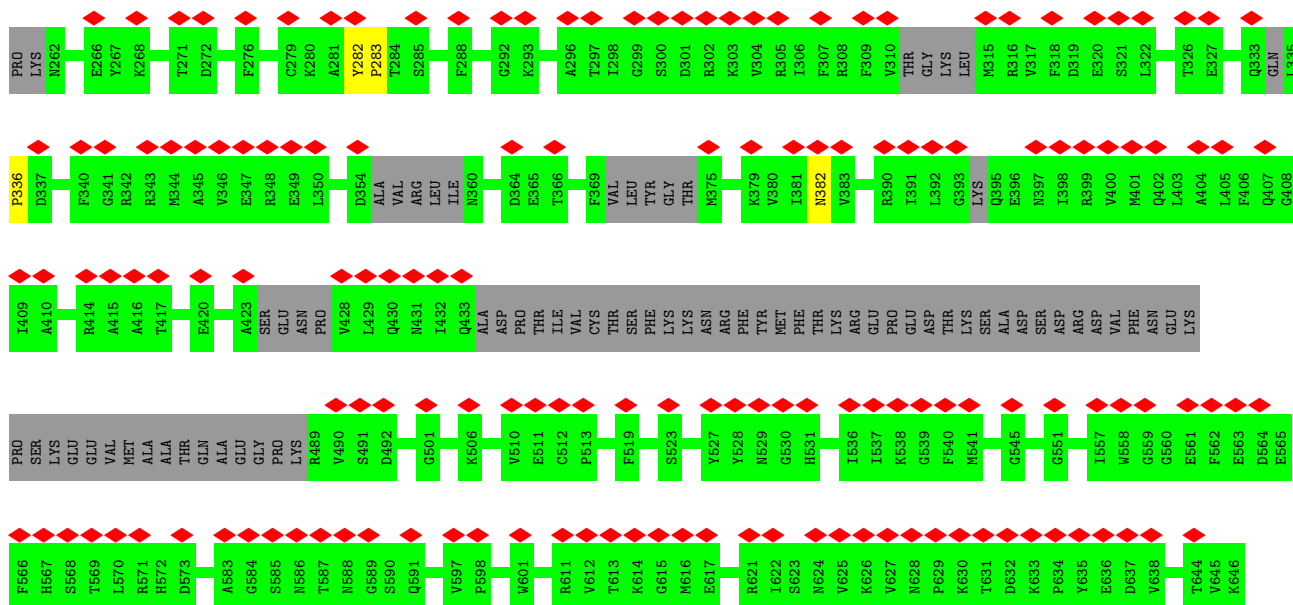 PRO LYS N262 E266 Y267 K268 T271 D272 F276 C279 K280 A281 Y282 P283 T284 S285 F288 G292 K293 A296 T297 I298 G299 S300 D301 R302 K303 V304 R305 I306 F307 R308 F309 V310 THR GLY LYS LEU M315 R316 V317 F318 D319 E320 S321 L322 T326 E327 Q333 GLN L335
P336 D337 F340 G341 R342 R343 M344 A345 V346 E347 R348 E349 L350 D354 ALA VAL ARG LEU ILE N360 D364 E365 T366 F369 VAL LEU TYR GLY THR M375 K379 V380 I381 N382 V383 R390 I391 L392 G393 LYS Q395 E396 N397 I398 R399 V400 M401 Q402 L403 A404 L405 F406 Q407 G408
I409 A410 R414 A415 A416 T417 E420 A423 SER GLU ASN PRO V428 L429 Q430 N431 I432 Q433 ALA ASP PRO THR ILE VAL CYS THR SER PHE LYS LYS ASN ARG PHE TYR MET PHE THR LYS ARG GLU PRO GLU ASP THR LYS SER ALA ASP SER ASP ARG ASP VAL PHE ASN GLU LYS
PRO SER LYS GLU GLU VAL MET ALA ALA THR GLN ALA GLU GLY PRO LYS R489 V490 S491 D492 G501 K506 V510 E511 C512 P513 F519 S523 Y527 Y528 N529 G530 H531 I536 I537 K538 G539 F540 M541 G545 G551 I557 W558 G559 G560 E561 F562 E563 D564 E565
F566 H567 S568 T569 L570 R571 H572 D573 A583 G584 S585 N586 T587 N588 G589 S590 Q591 V597 P598 W601 R611 V612 T613 K614 G615 M616 E617 R621 I622 S623 N624 V625 K626 V627 N628 P629 K630 T631 D632 K633 P634 Y635 E636 D637 V638 T644 V645 K646